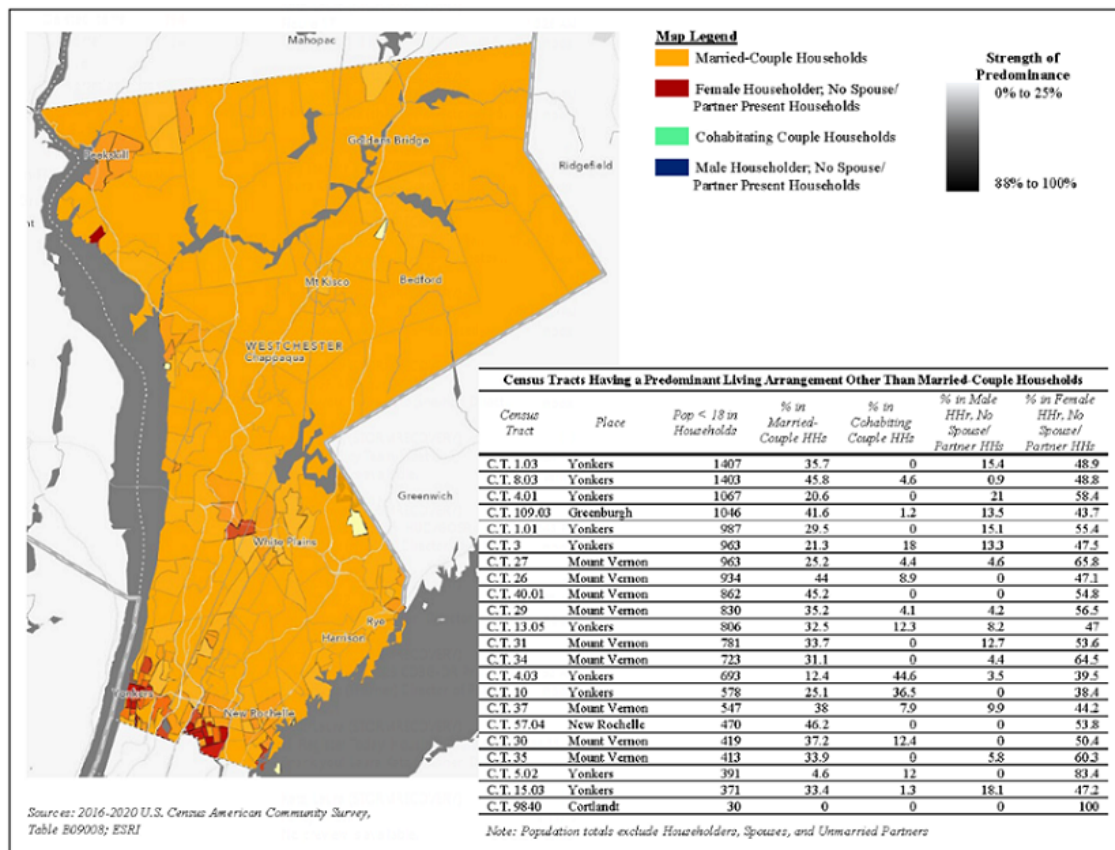 Mahopac
Peekskill
Goldens Bridge
Ridgefield
nt
Mt Kisco
Bedford
WESTCHESTER
Chappaqua
Greenwich
White Plains
Rye
Harrison
Yonkers
New Rochelle
Map Legend
Married-Couple Households
Female Householder; No Spouse/
Partner Present Households
Cohabitating Couple Households
Male Householder; No Spouse/
Partner Present Households
Strength of
Predominance
0% to 25%
88% to 100%
Census Tracts Having a Predominant Living Arrangement Other Than Married-Couple Households
Census Tract Place Pop < 18 in Households % in Married-Couple HHs % in Cohabiting Couple HHs % in Male HHr, No Spouse/ Partner HHs % in Female HHr, No Spouse/ Partner HHs
C.T. 1.03 Yonkers 1407 35.7 0 15.4 48.9
C.T. 8.03 Yonkers 1403 45.8 4.6 0.9 48.8
C.T. 4.01 Yonkers 1067 20.6 0 21 58.4
C.T. 109.03 Greenburgh 1046 41.6 1.2 13.5 43.7
C.T. 1.01 Yonkers 987 29.5 0 15.1 55.4
C.T. 3 Yonkers 963 21.3 18 13.3 47.5
C.T. 27 Mount Vernon 963 25.2 4.4 4.6 65.8
C.T. 26 Mount Vernon 934 44 8.9 0 47.1
C.T. 40.01 Mount Vernon 862 45.2 0 0 54.8
C.T. 29 Mount Vernon 830 35.2 4.1 4.2 56.5
C.T. 13.05 Yonkers 806 32.5 12.3 8.2 47
C.T. 31 Mount Vernon 781 33.7 0 12.7 53.6
C.T. 34 Mount Vernon 723 31.1 0 4.4 64.5
C.T. 4.03 Yonkers 693 12.4 44.6 3.5 39.5
C.T. 10 Yonkers 578 25.1 36.5 0 38.4
C.T. 37 Mount Vernon 547 38 7.9 9.9 44.2
C.T. 57.04 New Rochelle 470 46.2 0 0 53.8
C.T. 30 Mount Vernon 419 37.2 12.4 0 50.4
C.T. 35 Mount Vernon 413 33.9 0 5.8 60.3
C.T. 5.02 Yonkers 391 4.6 12 0 83.4
C.T. 15.03 Yonkers 371 33.4 1.3 18.1 47.2
C.T. 9840 Cortlandt 30 0 0 0 100
Sources: 2016-2020 U.S. Census American Community Survey,
Table B09008; ESRI
Note: Population totals exclude Householders, Spouses, and Unmarried Partners